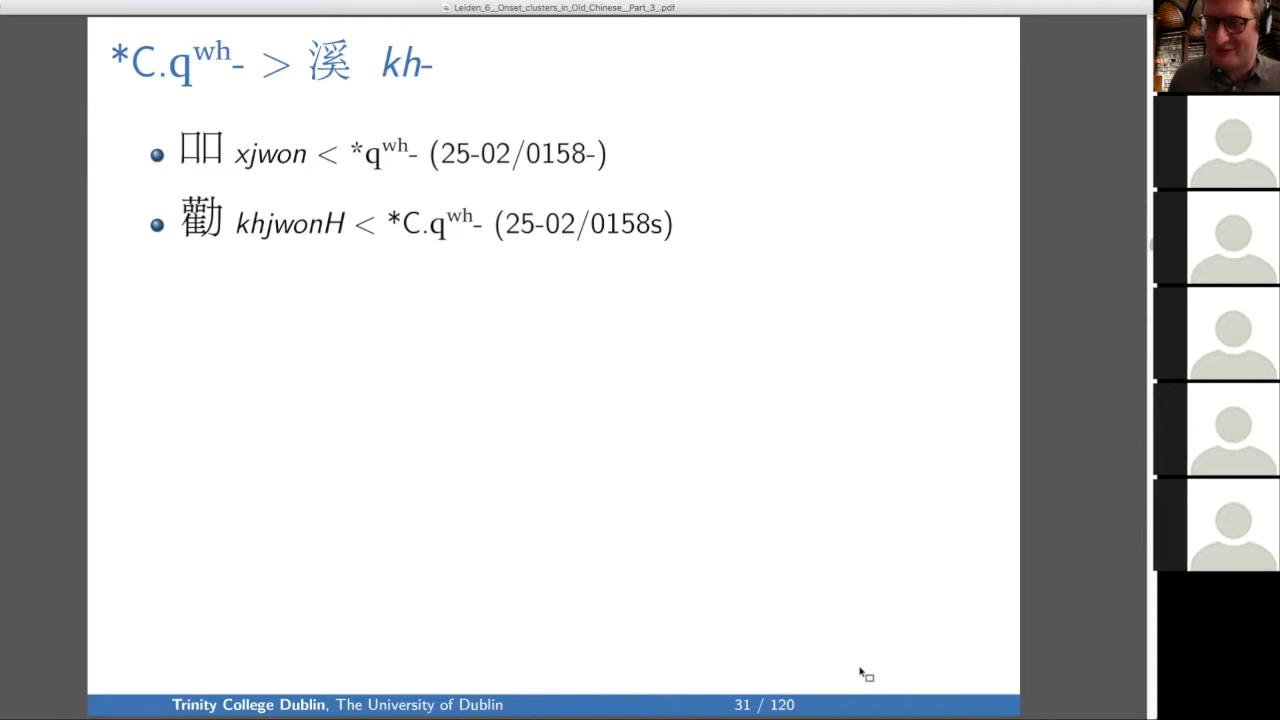 Leiden_6__Onset_clusters_in_Old_Chinese__Part_3_.pdf
*C.qʷʰ- > 溪 kh-
吅 xjwon < *qʷʰ- (25-02/0158-)
勸 khjwonH < *C.qʷʰ- (25-02/0158s)
Trinity College Dublin, The University of Dublin 31 / 120